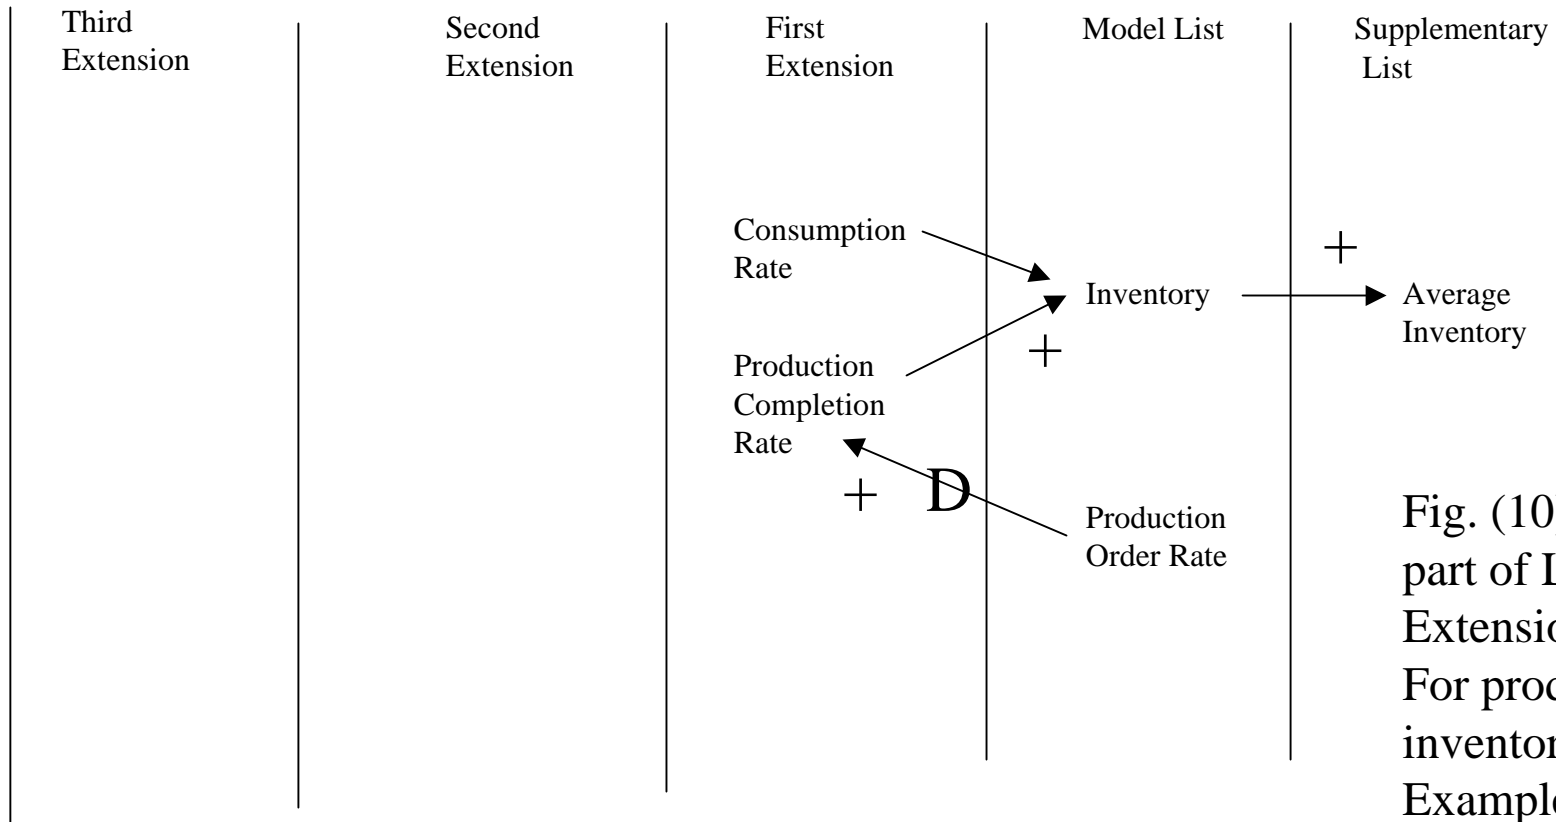 Third
Extension
Second
Extension
First
Extension
Model List
Supplementary
List
Consumption
Rate
+
Inventory
Average
Inventory
+
Production
Completion
Rate
+ D
Production
Order Rate
Fig. (10
part of
Extensio
For prod
inventor
Example